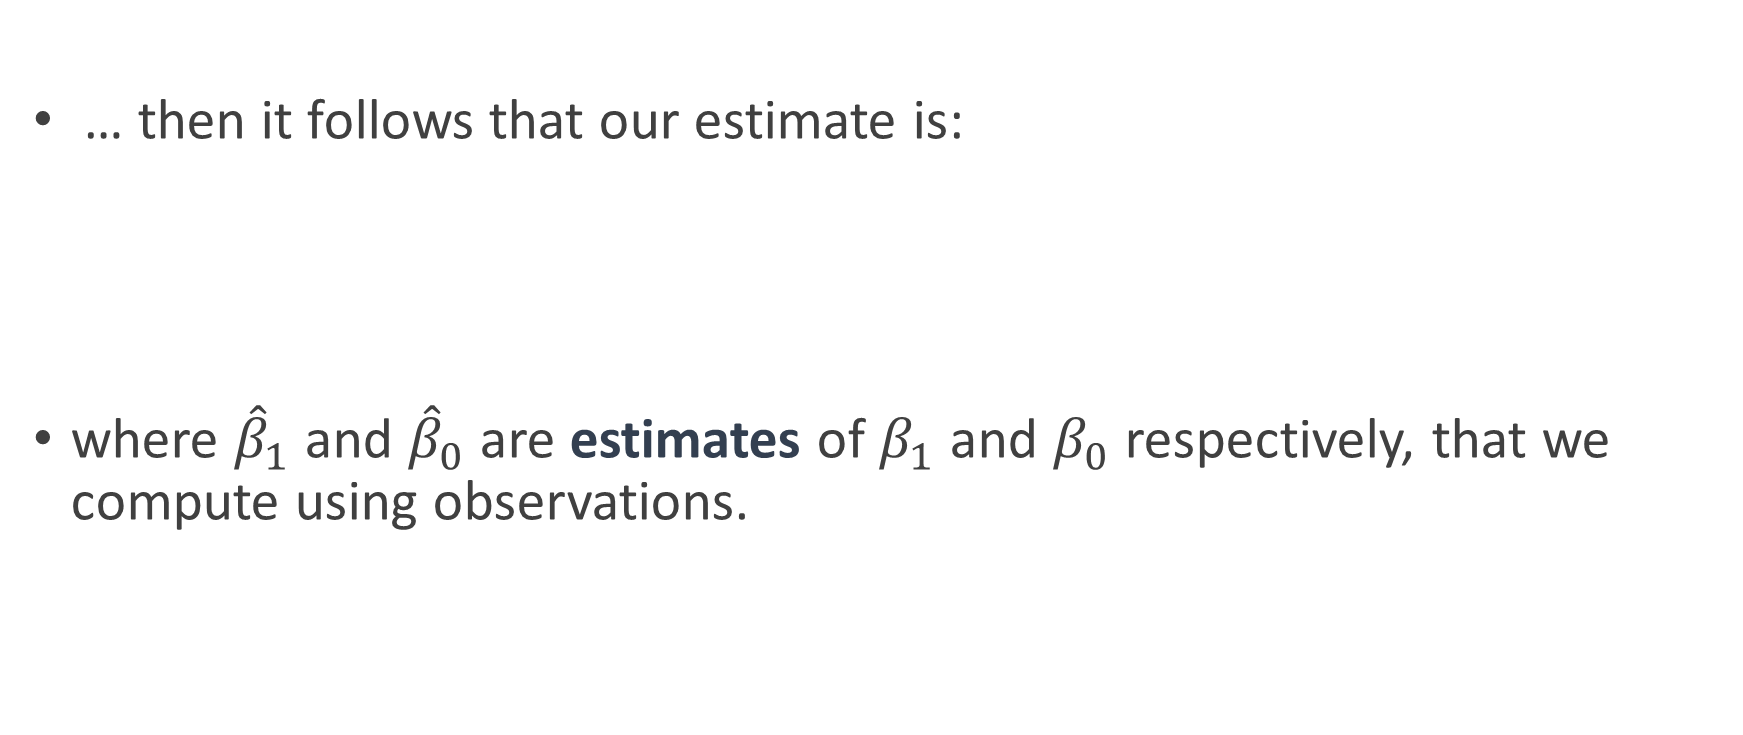 • … then it follows that our estimate is:
• where β̂₁ and β̂₀ are estimates of β₁ and β₀ respectively, that we
compute using observations.